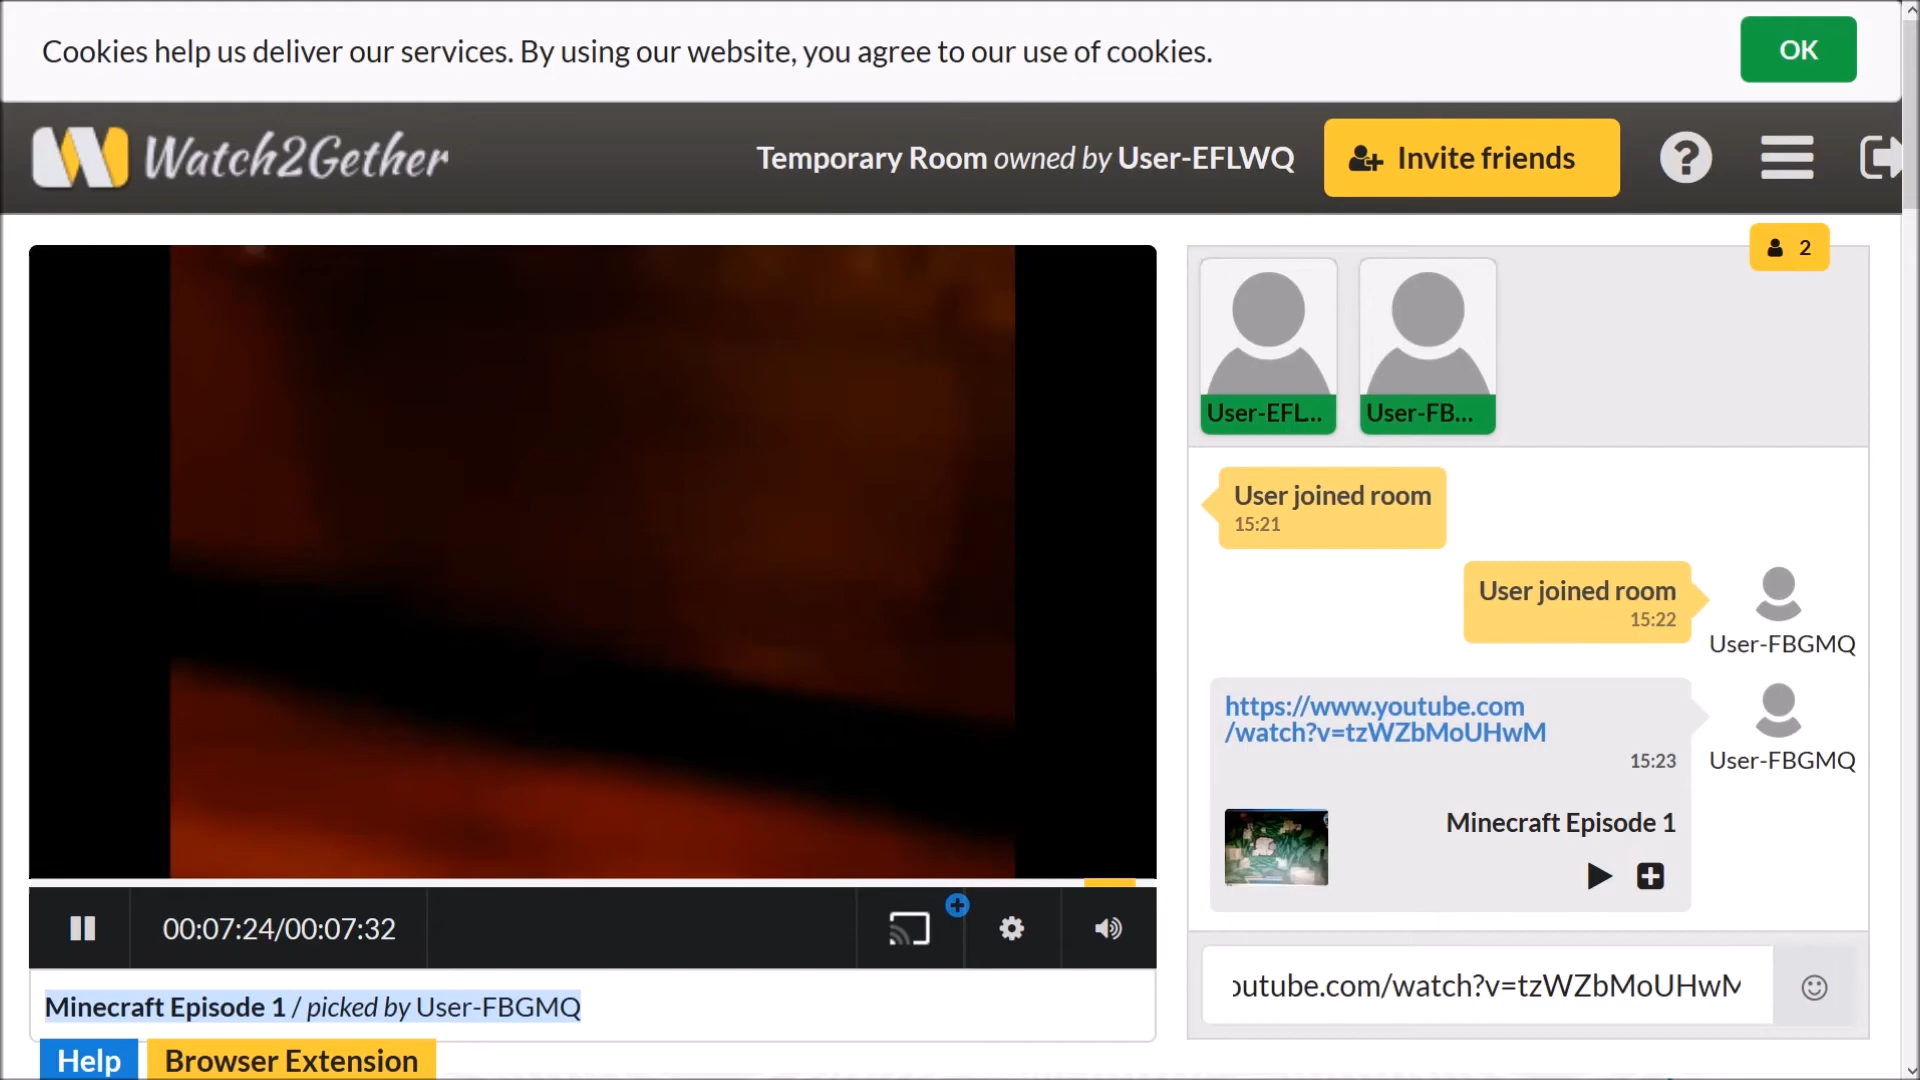 Cookies help us deliver our services. By using our website, you agree to our use of cookies.
OK
Watch2Gether
Temporary Room owned by User-EFLWQ
Invite friends
?
2
User-EFL...
User-FB...
User joined room
15:21
User joined room
15:22
User-FBGMQ
https://www.youtube.com
/watch?v=tzWZbMoUHwM
15:23
User-FBGMQ
Minecraft Episode 1
00:07:24/00:07:32
outube.com/watch?v=tzWZbMoUHwM
Minecraft Episode 1 / picked by User-FBGMQ
Help
Browser Extension